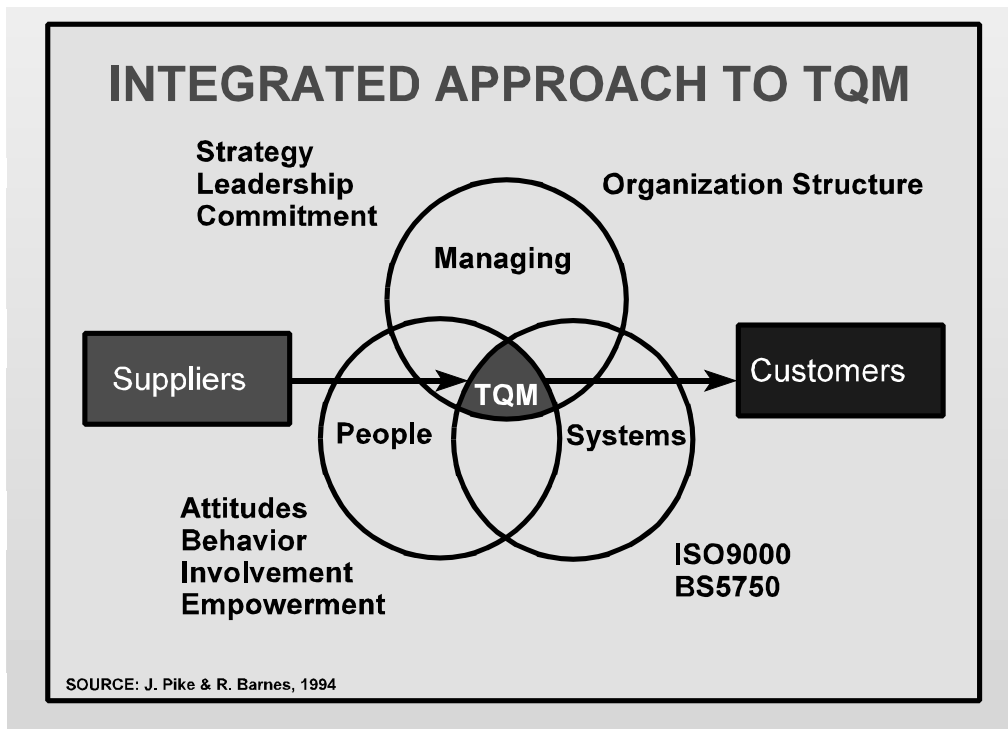 INTEGRATED APPROACH TO TQM
Strategy
Leadership
Commitment
Organization Structure
Managing
Suppliers
TQM
Customers
People
Systems
Attitudes
Behavior
Involvement
Empowerment
ISO9000
BS5750
SOURCE: J. Pike & R. Barnes, 1994